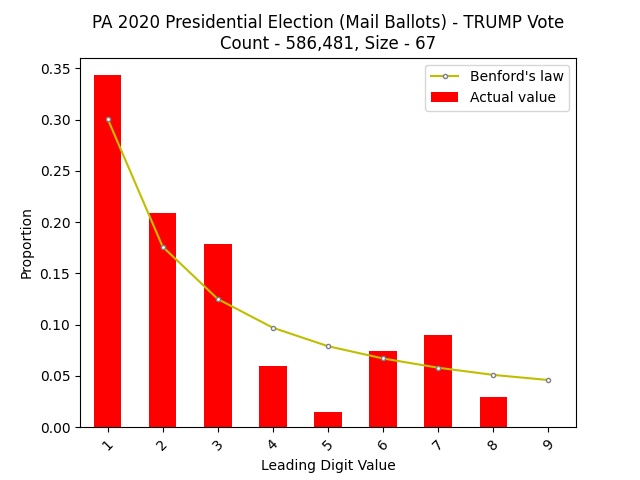 PA 2020 Presidential Election (Mail Ballots) - TRUMP Vote
Count - 586,481, Size - 67
Benford's law
Actual value
0.35
0.30
0.25
0.20
0.15
0.10
0.05
0.00
Proportion
1 2 3 4 5 6 7 8 9
Leading Digit Value